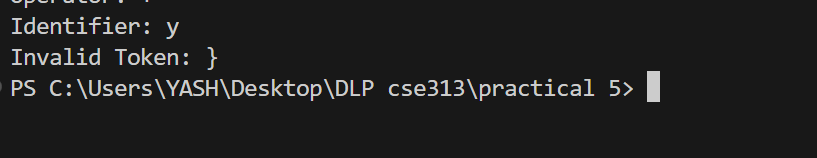 Identifier: y
Invalid Token: }
PS C:\Users\YASH\Desktop\DLP cse313\practical 5>